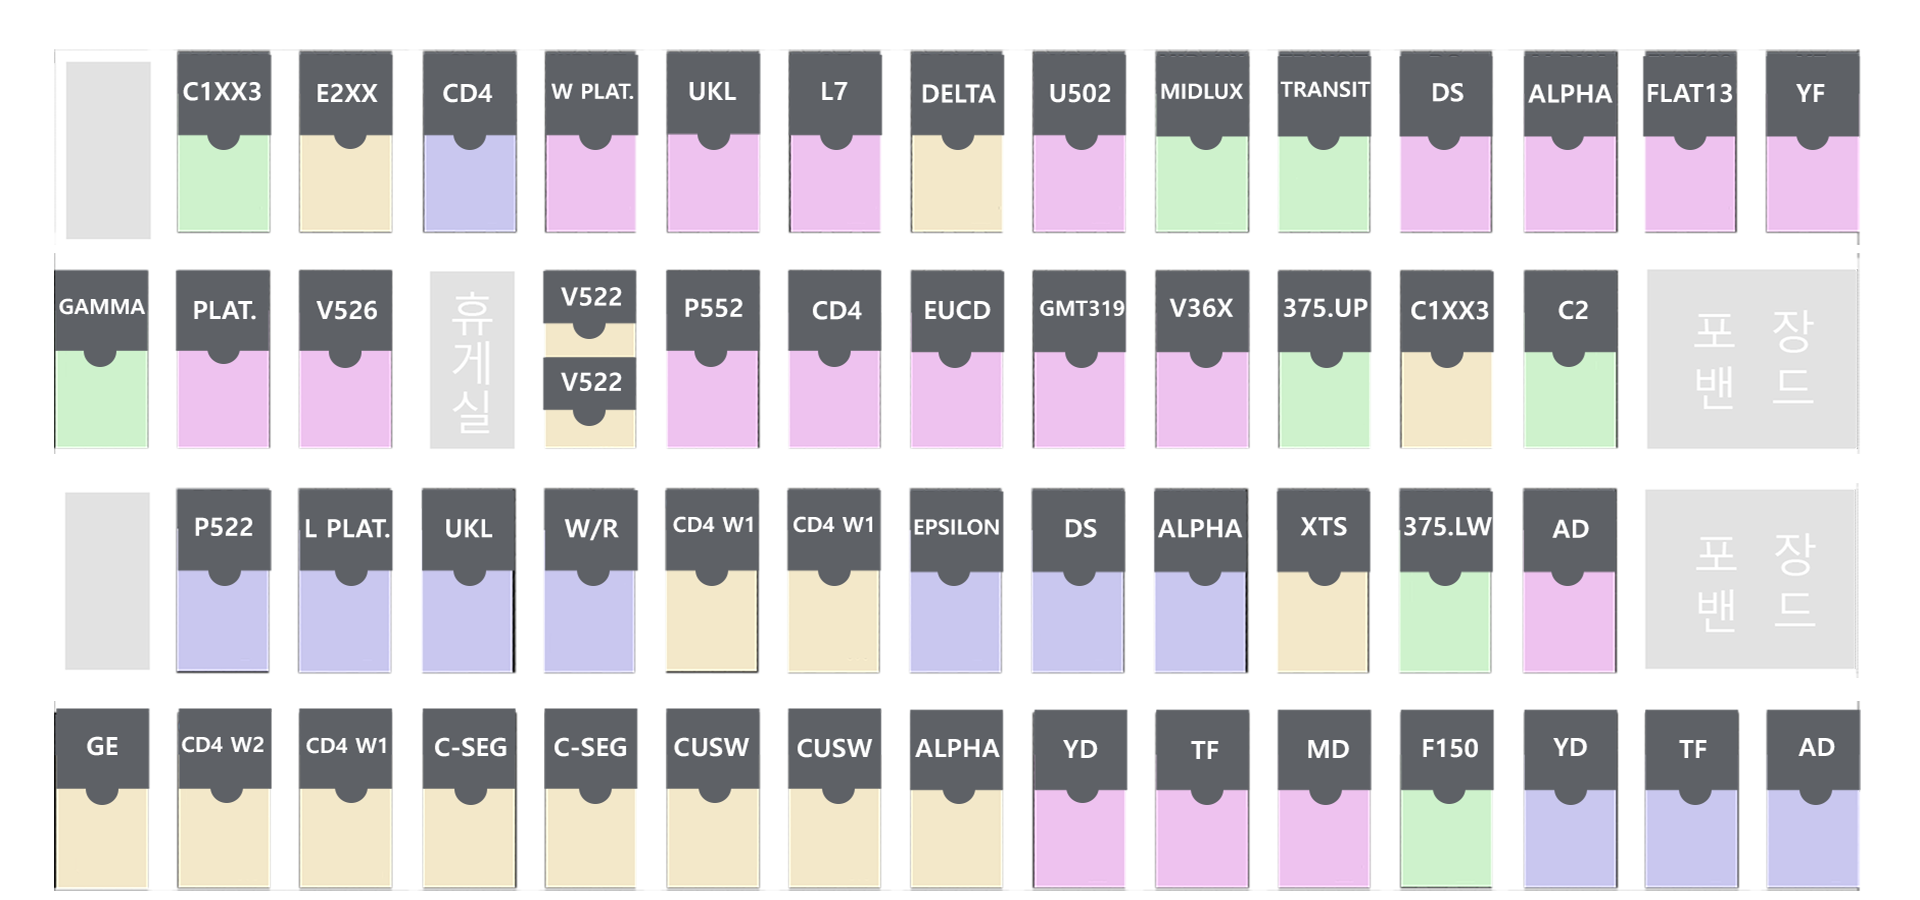 C1XX3
E2XX
CD4
W PLAT.
UKL
L7
DELTA
U502
MIDLUX
TRANSIT
DS
ALPHA
FLAT13
YF
GAMMA
PLAT.
V526
휴
게
실
V522
V522
P552
CD4
EUCD
GMT319
V36X
375.UP
C1XX3
C2
포 장
밴 드
P522
L PLAT.
UKL
W/R
CD4 W1
CD4 W1
EPSILON
DS
ALPHA
XTS
375.LW
AD
포 장
밴 드
GE
CD4 W2
CD4 W1
C-SEG
C-SEG
CUSW
CUSW
ALPHA
YD
TF
MD
F150
YD
TF
AD